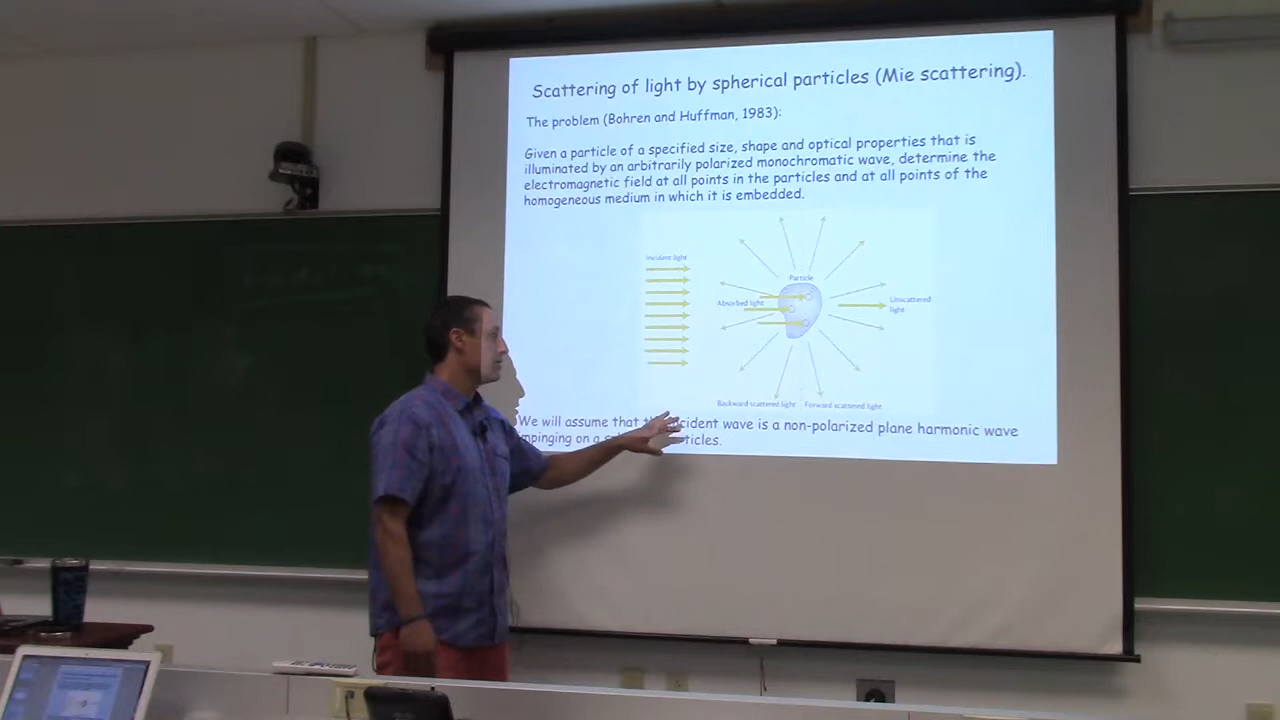 Scattering of light by spherical particles (Mie scattering).
The problem (Bohren and Huffman, 1983):
Given a particle of a specified size, shape and optical properties that is
illuminated by an arbitrarily polarized monochromatic wave, determine the
electromagnetic field at all points in the particles and at all points of the
homogeneous medium in which it is embedded.
Incident light
Particle
Absorbed light
Unscattered
light
Backward scattered light
Forward scattered light
We will assume that wave is a non-polarized plane harmonic wave
on a